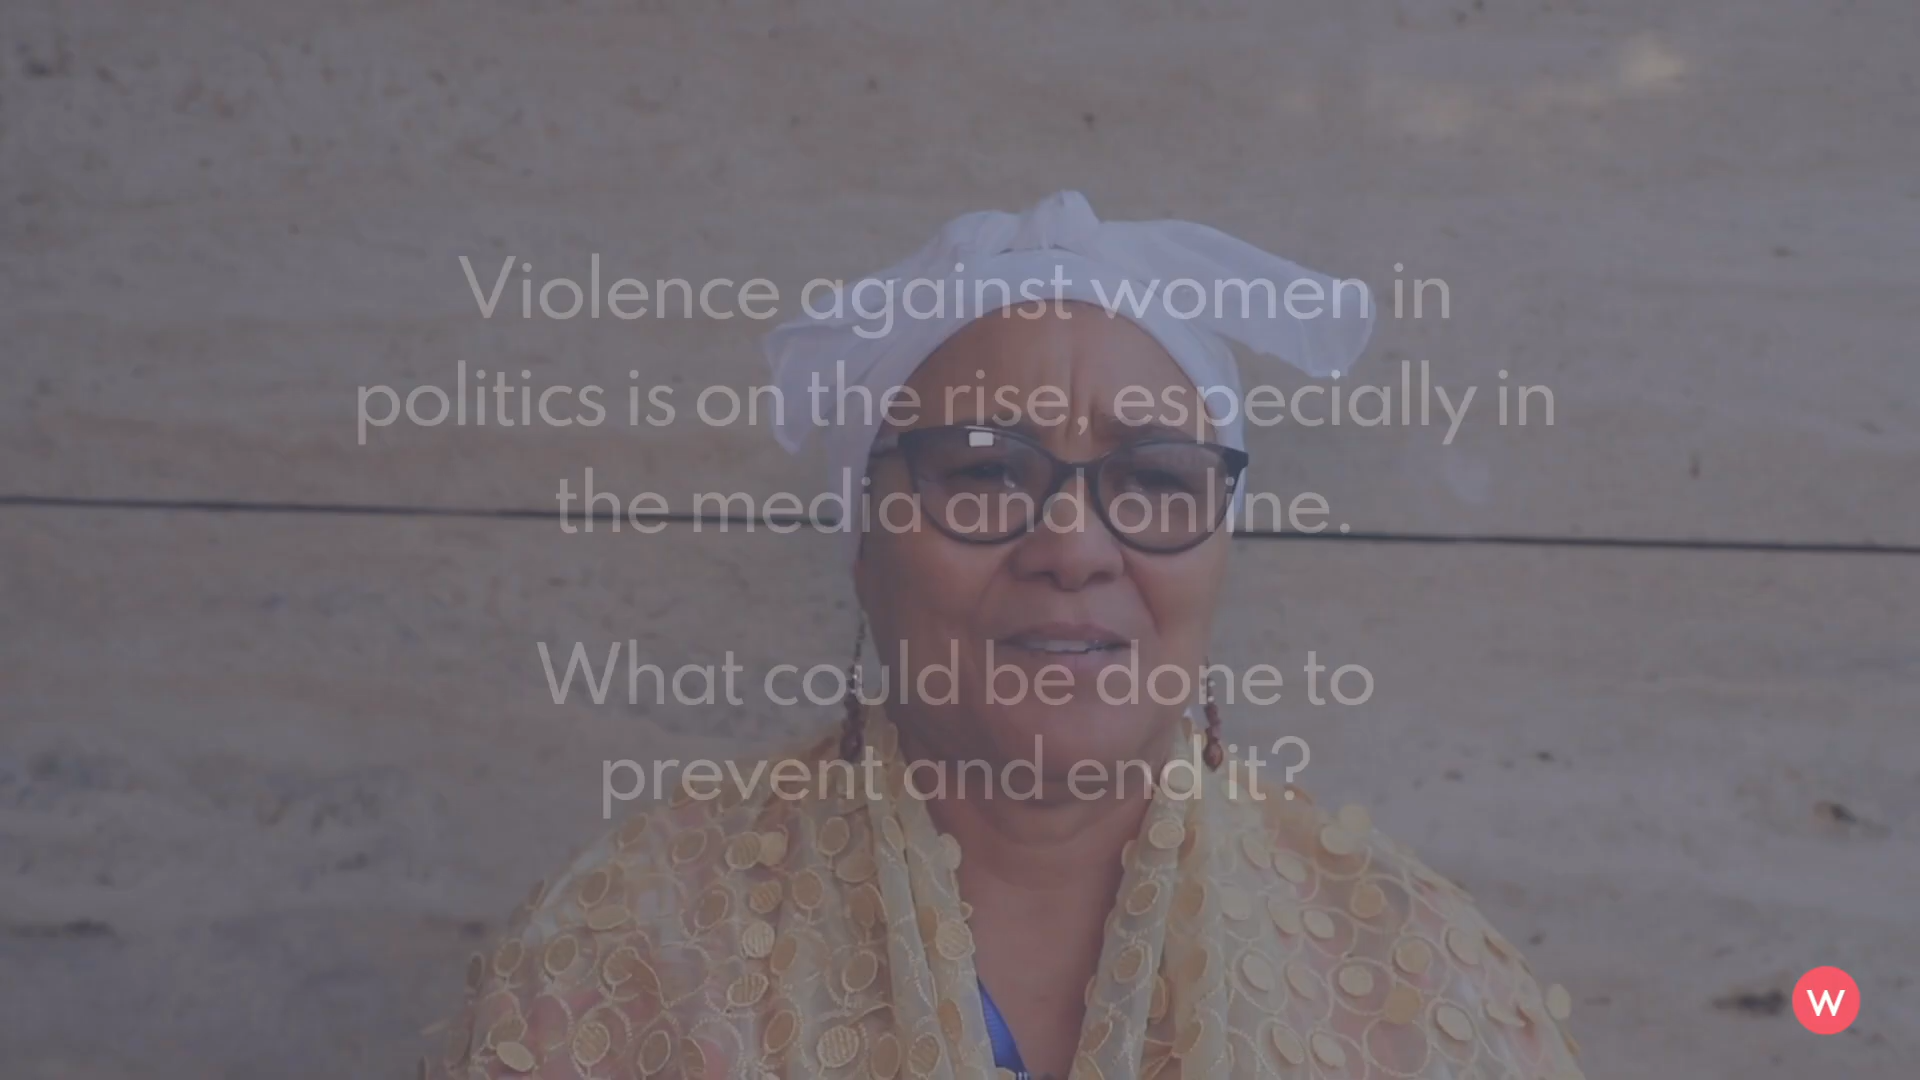 Violence against women in
politics is on the rise, especially in
the media and online.
What could be done to
prevent and end it?
W